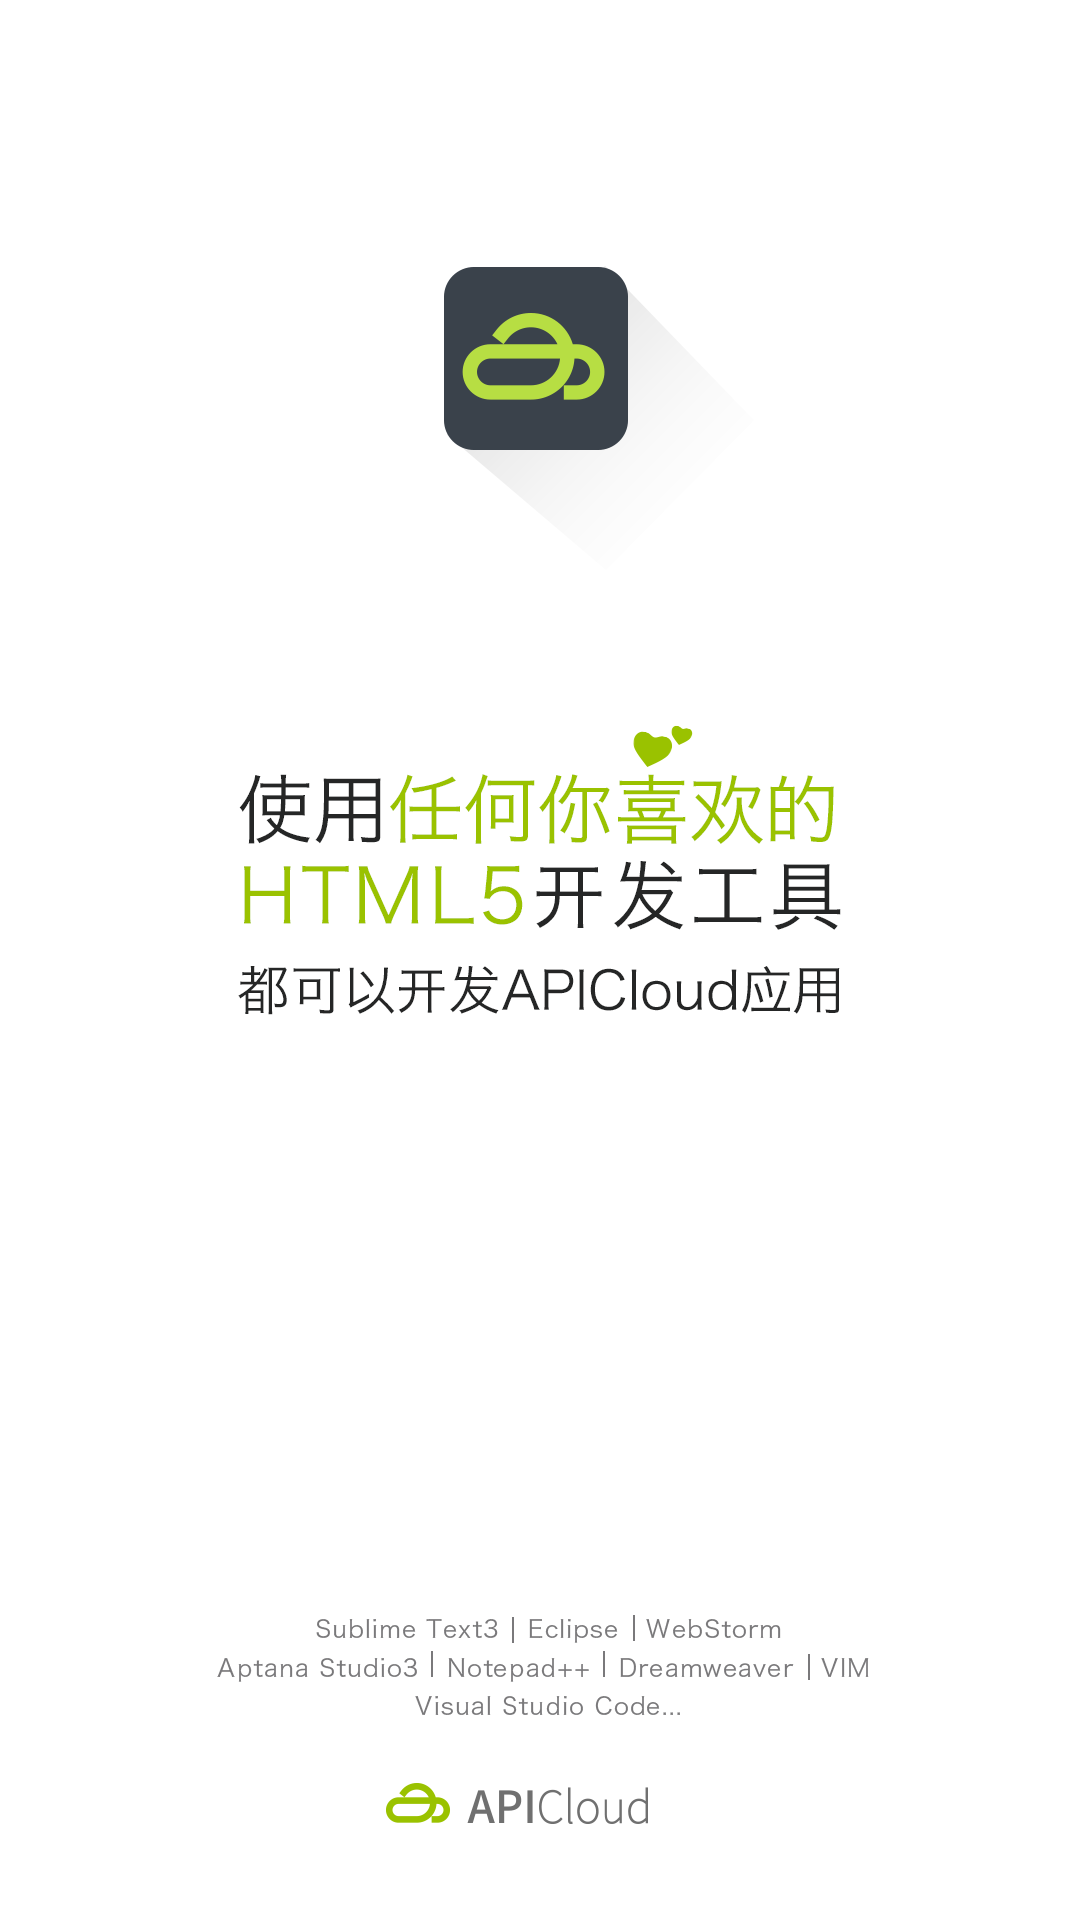 使用任何你喜欢的
HTML5开发工具
都可以开发APICloud应用
Sublime Text3 | Eclipse | WebStorm
Aptana Studio3 | Notepad++ | Dreamweaver | VIM
Visual Studio Code...
APICloud